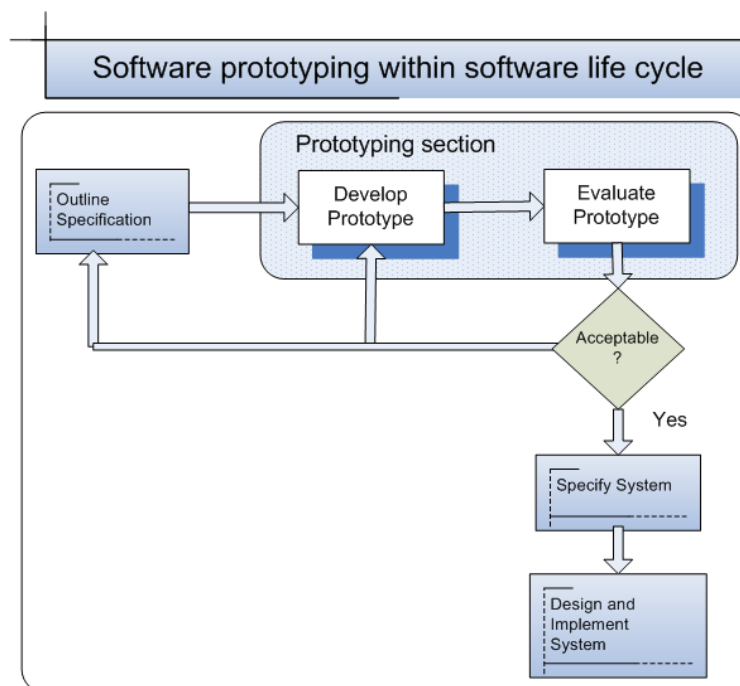 Software prototyping within software life cycle
Prototyping section
Outline
Specification
Develop
Prototype
Evaluate
Prototype
Acceptable
?
Yes
Specify System
Design and
Implement
System